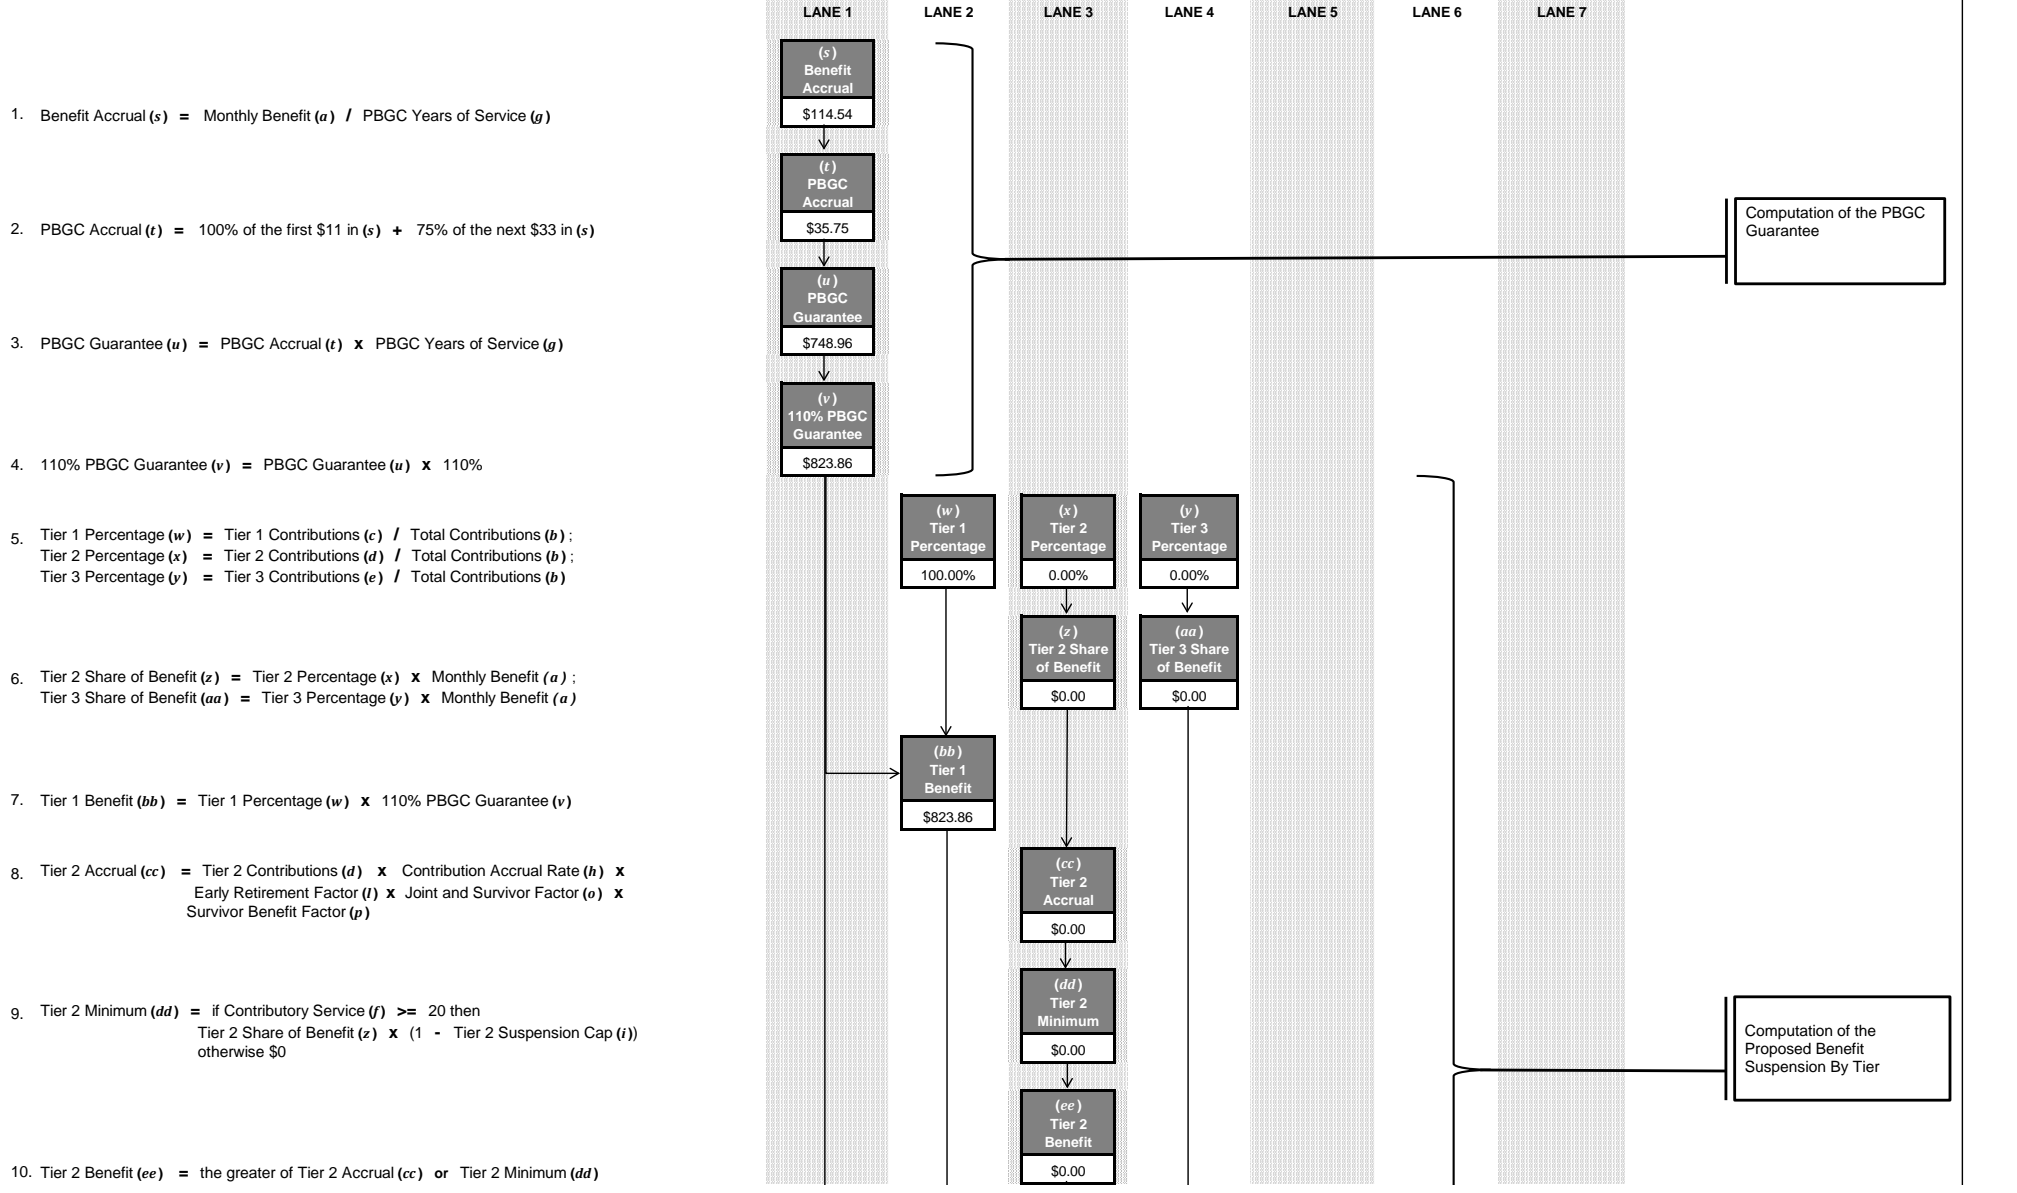 LANE 1 LANE 2 LANE 3 LANE 4 LANE 5 LANE 6 LANE 7
(s)
Benefit
Accrual
$114.54
1. Benefit Accrual (s) = Monthly Benefit (a) / PBGC Years of Service (g)
(t)
PBGC
Accrual
$35.75
2. PBGC Accrual (t) = 100% of the first $11 in (s) + 75% of the next $33 in (s)
Computation of the PBGC
Guarantee
(u)
PBGC
Guarantee
$748.96
3. PBGC Guarantee (u) = PBGC Accrual (t) x PBGC Years of Service (g)
(v)
110% PBGC
Guarantee
$823.86
4. 110% PBGC Guarantee (v) = PBGC Guarantee (u) x 110%
(w)
Tier 1
Percentage
100.00%
(x)
Tier 2
Percentage
0.00%
(y)
Tier 3
Percentage
0.00%
5. Tier 1 Percentage (w) = Tier 1 Contributions (c) / Total Contributions (b) ;
Tier 2 Percentage (x) = Tier 2 Contributions (d) / Total Contributions (b) ;
Tier 3 Percentage (y) = Tier 3 Contributions (e) / Total Contributions (b)
(z)
Tier 2 Share
of Benefit
$0.00
(aa)
Tier 3 Share
of Benefit
$0.00
6. Tier 2 Share of Benefit (z) = Tier 2 Percentage (x) x Monthly Benefit (a) ;
Tier 3 Share of Benefit (aa) = Tier 3 Percentage (y) x Monthly Benefit (a)
(bb)
Tier 1
Benefit
$823.86
7. Tier 1 Benefit (bb) = Tier 1 Percentage (w) x 110% PBGC Guarantee (v)
(cc)
Tier 2
Accrual
$0.00
8. Tier 2 Accrual (cc) = Tier 2 Contributions (d) x Contribution Accrual Rate (h) x
Early Retirement Factor (l) x Joint and Survivor Factor (o) x
Survivor Benefit Factor (p)
(dd)
Tier 2
Minimum
$0.00
9. Tier 2 Minimum (dd) = if Contributory Service (f) >= 20 then
Tier 2 Share of Benefit (z) x (1 - Tier 2 Suspension Cap (i))
otherwise $0
Computation of the
Proposed Benefit
Suspension By Tier
(ee)
Tier 2
Benefit
$0.00
10. Tier 2 Benefit (ee) = the greater of Tier 2 Accrual (cc) or Tier 2 Minimum (dd)